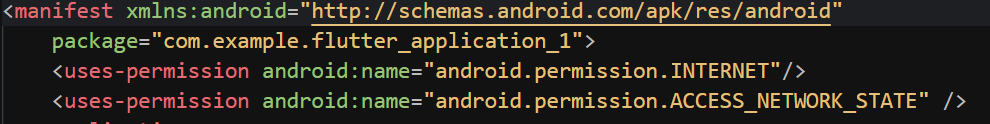 <manifest xmlns:android="http://schemas.android.com/apk/res/android"
package="com.example.flutter_application_1">
<uses-permission android:name="android.permission.INTERNET"/>
<uses-permission android:name="android.permission.ACCESS_NETWORK_STATE" />